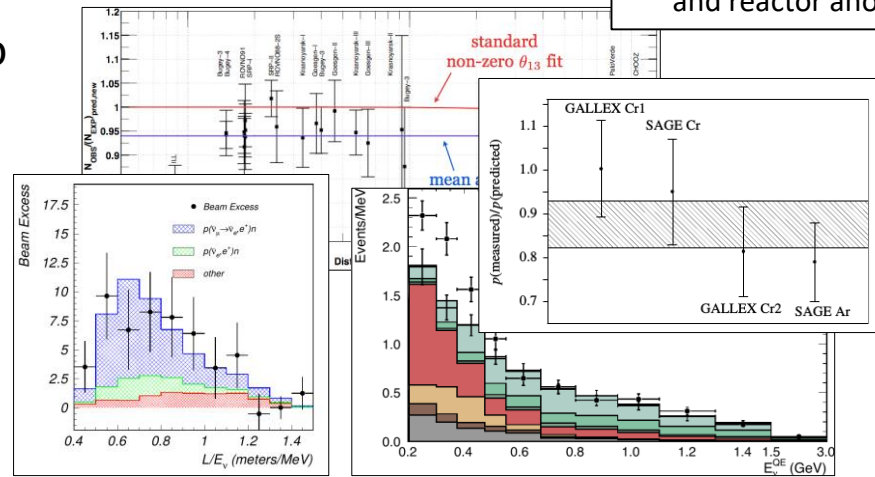 and reactor and
1.2
1.15
1.1
1.05
1
0.95
0.9
N_OBS/(N_EXP)_pred,new
Bugey-3
Bugey-4
ROVNO91
SRP-I
SRP-II
ROVNO88-2S
Krasnoyarsk-I
Goesgen-I
Bugey-3
Goesgen-II
Krasnoyarsk-III
Goesgen-III
Krasnoyarsk-II
Bugey-3
PaloVerde
CHOOZ
ILL
standard
non-zero θ13 fit
mean a
Dist
GALLEX Cr1
SAGE Cr
GALLEX Cr2
SAGE Ar
p(measured)/p(predicted)
1.1
1.0
0.9
0.8
0.7
Beam Excess
17.5
15
12.5
10
7.5
5
2.5
0
Beam Excess
p(ν̄μ→ν̄e,e⁺)n
p(ν̄e,e⁺)n
other
0.4 0.6 0.8 1 1.2 1.4
L/Eν (meters/MeV)
Events/MeV
2.5
2.0
1.5
1.0
0.5
0.0
0.2 0.4 0.6 0.8 1.0 1.2 1.4 1.5 3.0
Eν^QE (GeV)